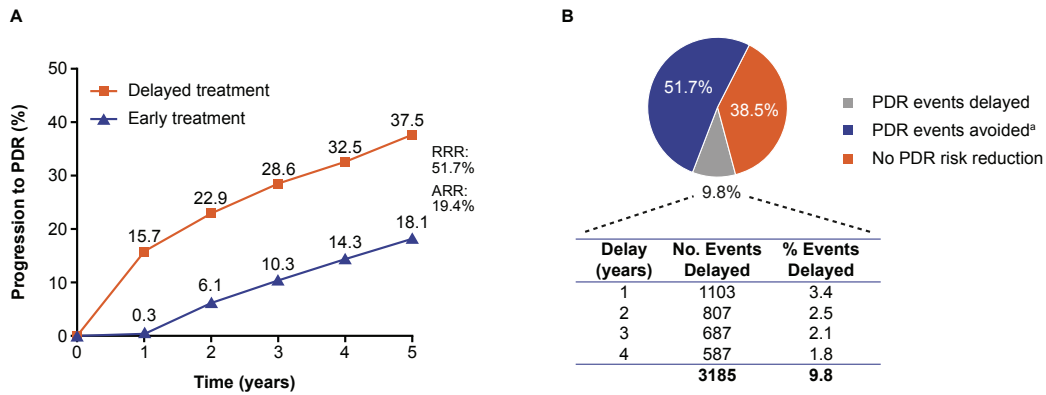 A
Progression to PDR (%)
50
40
30
20
10
0
Delayed treatment
Early treatment
15.7
22.9
28.6
32.5
37.5
0.3
6.1
10.3
14.3
18.1
RRR:
51.7%
ARR:
19.4%
0 1 2 3 4 5
Time (years)
B
51.7%
38.5%
9.8%
PDR events delayed
PDR events avoidedᵃ
No PDR risk reduction
Delay No. Events % Events
(years) Delayed Delayed
1 1103 3.4
2 807 2.5
3 687 2.1
4 587 1.8
3185 9.8